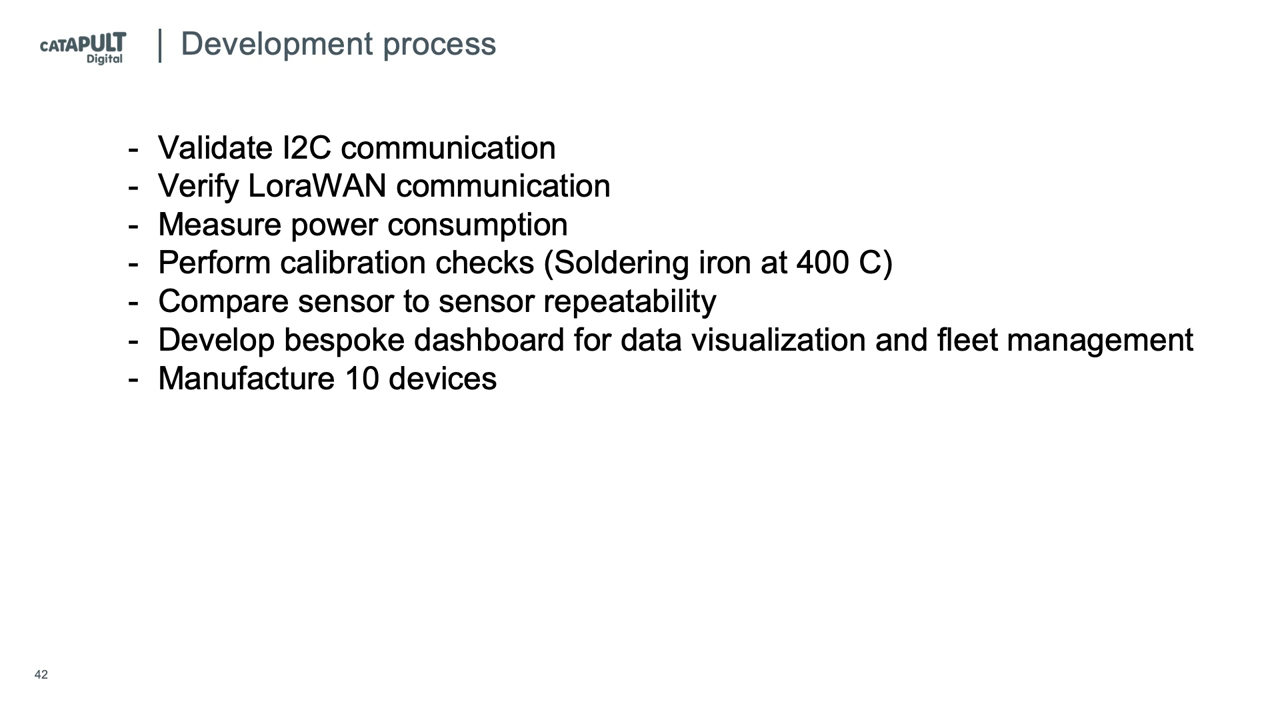 CATAPULT
Digital
Development process
- Validate I2C communication
- Verify LoraWAN communication
- Measure power consumption
- Perform calibration checks (Soldering iron at 400 C)
- Compare sensor to sensor repeatability
- Develop bespoke dashboard for data visualization and fleet management
- Manufacture 10 devices
42